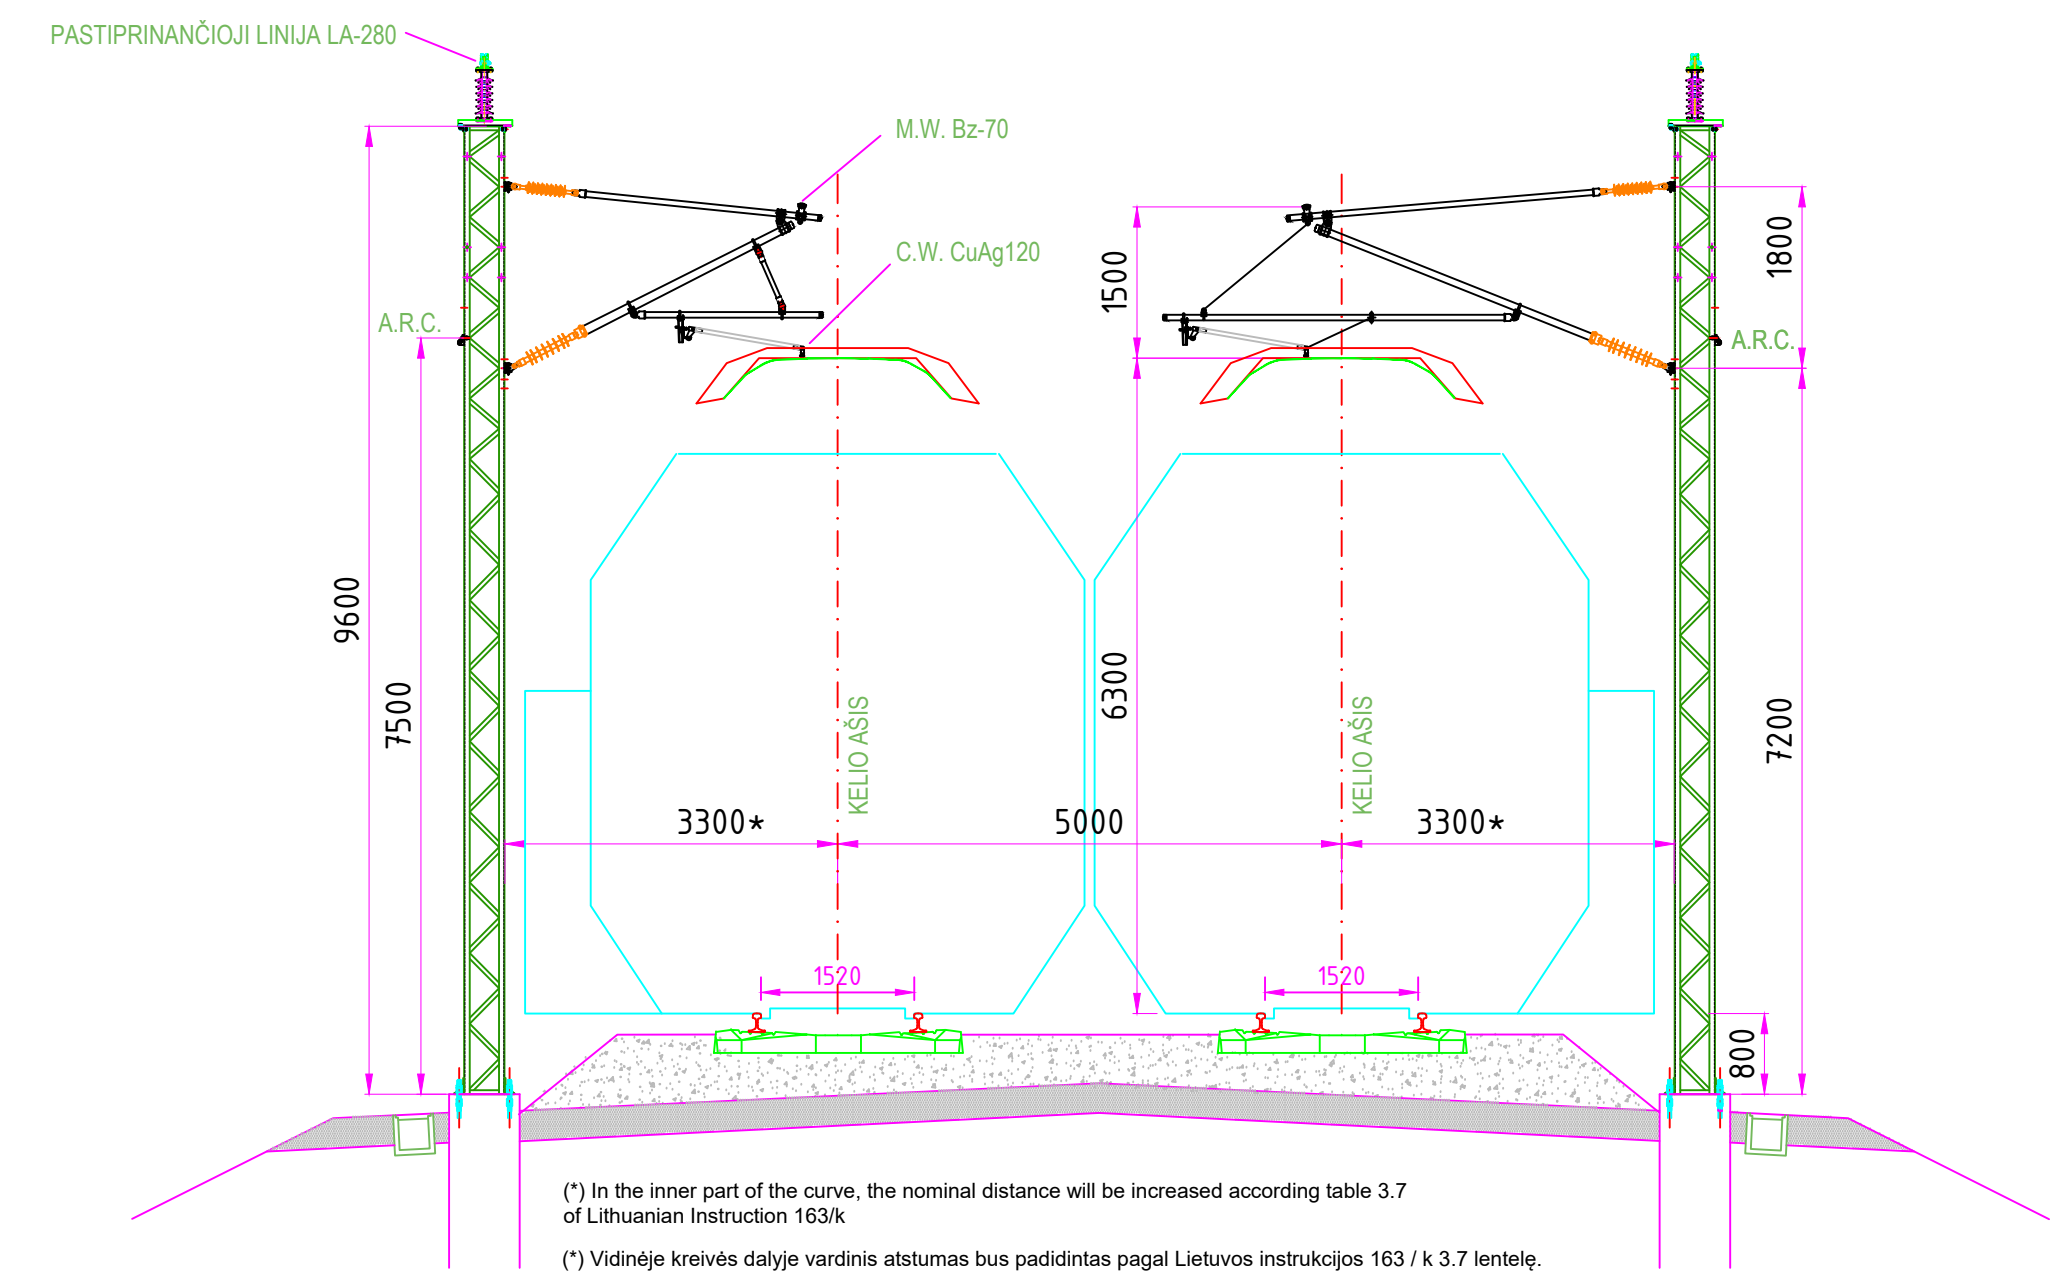 PASTIPRINANČIOJI LINIJA LA-280
M.W. Bz-70
C.W. CuAg120
A.R.C.
A.R.C.
1500
1800
9600
7500
6300
7200
KELIO AŠIS
KELIO AŠIS
3300*
5000
3300*
1520
1520
800
(*) In the inner part of the curve, the nominal distance will be increased according table 3.7
of Lithuanian Instruction 163/k
(*) Vidinėje kreivės dalyje vardinis atstumas bus padidintas pagal Lietuvos instrukcijos 163 / k 3.7 lentelę.